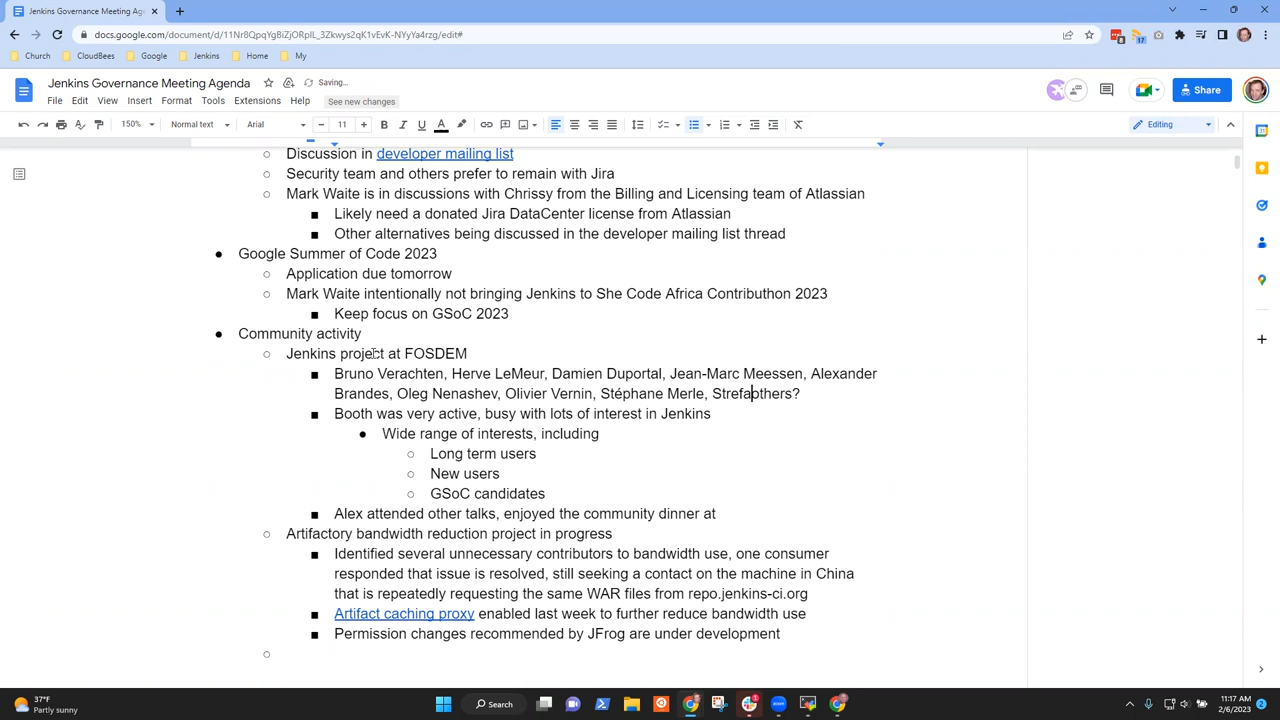 Jenkins Governance Meeting Agend
docs.google.com/document/d/11Nr8QpqYgBiZjORpIL_3Zkwys2qK1vEvK-NYyYa4rzg/edit#
Church
CloudBees
Google
Jenkins
Home
My
Jenkins Governance Meeting Agenda
Saving...
File Edit View Insert Format Tools Extensions Help
See new changes
Share
150%
Normal text
Arial
11
Editing
Discussion in developer mailing list
Security team and others prefer to remain with Jira
Mark Waite is in discussions with Chrissy from the Billing and Licensing team of Atlassian
Likely need a donated Jira DataCenter license from Atlassian
Other alternatives being discussed in the developer mailing list thread
Google Summer of Code 2023
Application due tomorrow
Mark Waite intentionally not bringing Jenkins to She Code Africa Contributhon 2023
Keep focus on GSoC 2023
Community activity
Jenkins project at FOSDEM
Bruno Verachten, Herve LeMeur, Damien Duportal, Jean-Marc Meessen, Alexander
Brandes, Oleg Nenashev, Olivier Vernin, Stéphane Merle, Strefaothers?
Booth was very active, busy with lots of interest in Jenkins
Wide range of interests, including
Long term users
New users
GSoC candidates
Alex attended other talks, enjoyed the community dinner at
Artifactory bandwidth reduction project in progress
Identified several unnecessary contributors to bandwidth use, one consumer
responded that issue is resolved, still seeking a contact on the machine in China
that is repeatedly requesting the same WAR files from repo.jenkins-ci.org
Artifact caching proxy enabled last week to further reduce bandwidth use
Permission changes recommended by JFrog are under development
37°F
Partly sunny
Search
11:17 AM
2/6/2023